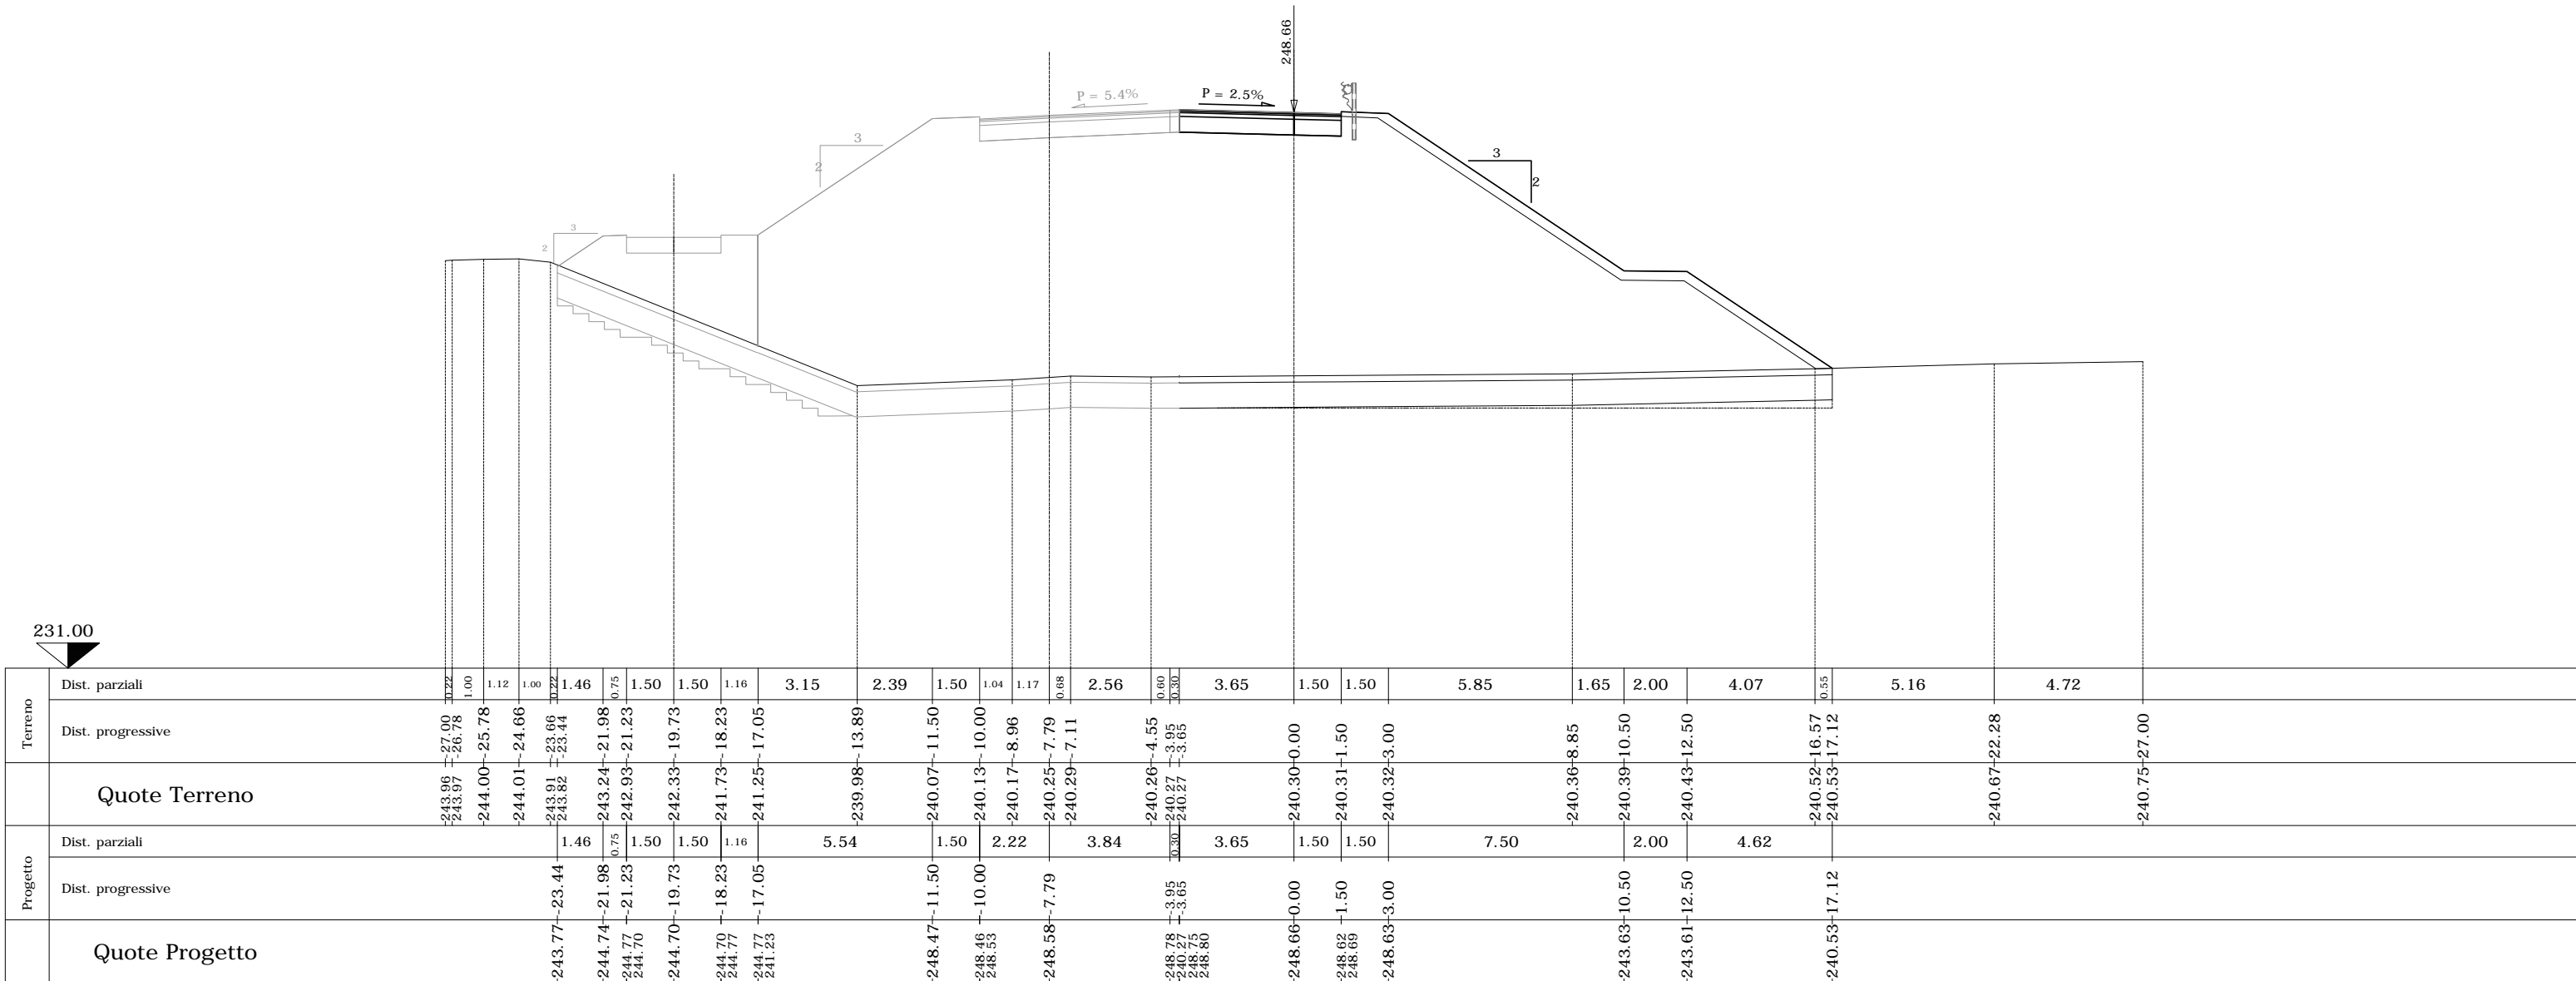 248.66
P = 5.4% P = 2.5%
3
2
3
2
3
2
231.00
Terreno
Dist. parziali 0.22 1.00 1.12 1.00 0.22 1.46 0.75 1.50 1.50 1.16 3.15 2.39 1.50 1.04 1.17 0.68 2.56 0.60 0.30 3.65 1.50 1.50 5.85 1.65 2.00 4.07 0.55 5.16 4.72
Dist. progressive -27.00 -26.78 -25.78 -24.66 -23.66 -23.44 -21.98 -21.23 -19.73 -18.23 -17.05 -13.89 -11.50 -10.00 -8.96 -7.79 -7.11 -4.55 -3.95 -3.65 0.00 1.50 3.00 8.85 10.50 12.50 16.57 17.12 22.28 27.00
Quote Terreno 243.96 243.97 244.00 244.01 243.91 243.82 243.24 242.93 242.33 241.73 241.25 239.98 240.07 240.13 240.17 240.25 240.29 240.26 240.27 240.27 240.30 240.31 240.32 240.36 240.39 240.43 240.52 240.53 240.67 240.75
Progetto
Dist. parziali 1.46 0.75 1.50 1.50 1.16 5.54 1.50 2.22 3.84 0.30 3.65 1.50 1.50 7.50 2.00 4.62
Dist. progressive -23.44 -21.98 -21.23 -19.73 -18.23 -17.05 -11.50 -10.00 -7.79 -3.95 -3.65 0.00 1.50 3.00 10.50 12.50 17.12
Quote Progetto 243.77 244.74 244.77 244.70 244.70 244.70 244.77 244.77 241.23 248.47 248.46 248.53 248.58 248.78 240.27 248.75 248.80 248.66 248.62 248.69 248.63 243.63 243.61 240.53